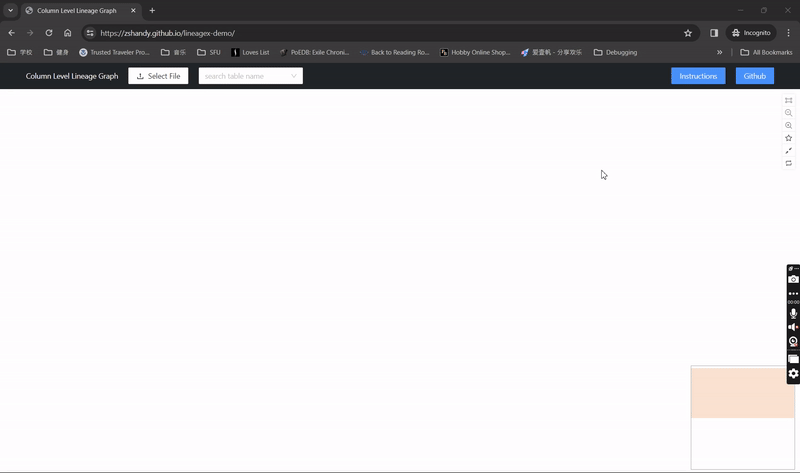 Column Level Lineage Graph
https://zshandy.github.io/lineagex-demo/
Incognito
学校
健身
Trusted Traveler Pro...
音乐
SFU
Loves List
PoEDB: Exile Chroni...
Back to Reading Ro...
Hobby Online Shop...
爱壹帆 - 分享欢乐
Debugging
»
All Bookmarks
Column Level Lineage Graph
Select File
search table name
Instructions
Github
00:00